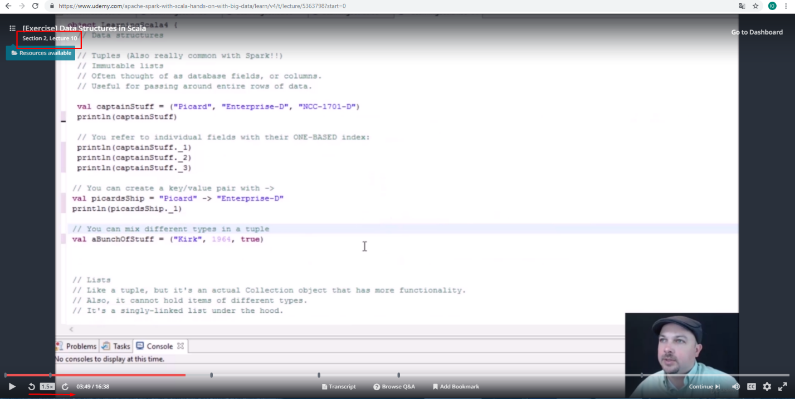 https://www.udemy.com/apache-spark-with-scala-hands-on-with-big-data/learn/v4/t/lecture/5363798?start=0
[Exercise] Data Structures in Scala
Section 2, Lecture 10
Go to Dashboard
Resources available
object LearningScala4 {
// Data structures
// Tuples (Also really common with Spark!!)
// Immutable lists
// Often thought of as database fields, or columns.
// Useful for passing around entire rows of data.
val captainStuff = ("Picard", "Enterprise-D", "NCC-1701-D")
println(captainStuff)
// You refer to individual fields with their ONE-BASED index:
println(captainStuff._1)
println(captainStuff._2)
println(captainStuff._3)
// You can create a key/value pair with ->
val picardsShip = "Picard" -> "Enterprise-D"
println(picardsShip._1)
// You can mix different types in a tuple
val aBunchOfStuff = ("Kirk", 1964, true)
// Lists
// Like a tuple, but it's an actual Collection object that has more functionality.
// Also, it cannot hold items of different types.
// It's a singly-linked list under the hood.
Problems Tasks Console
No consoles to display at this time.
1.5x 03:49 / 16:38 Transcript Browse Q&A Add Bookmark Continue